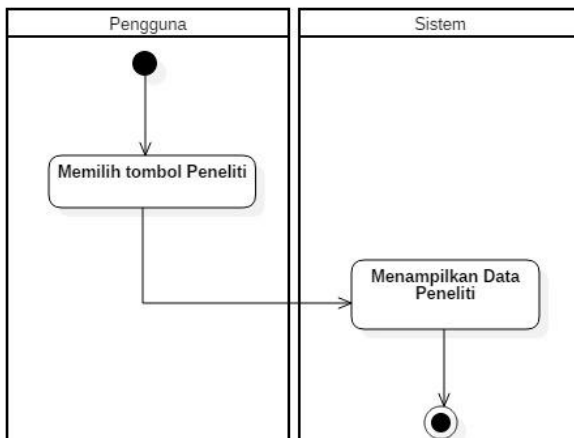 Pengguna
Sistem
Memilih tombol Peneliti
Menampilkan Data
Peneliti